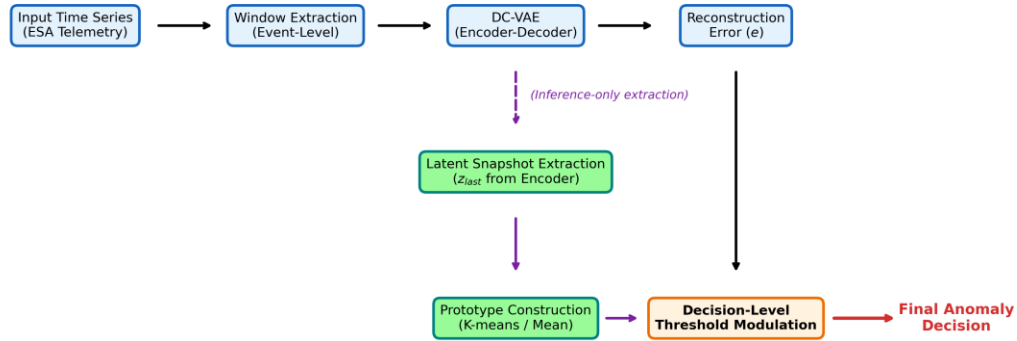 Input Time Series
(ESA Telemetry)
Window Extraction
(Event-Level)
DC-VAE
(Encoder-Decoder)
Reconstruction
Error (e)
(Inference-only extraction)
Latent Snapshot Extraction
(z_last from Encoder)
Prototype Construction
(K-means / Mean)
Decision-Level
Threshold Modulation
Final Anomaly
Decision